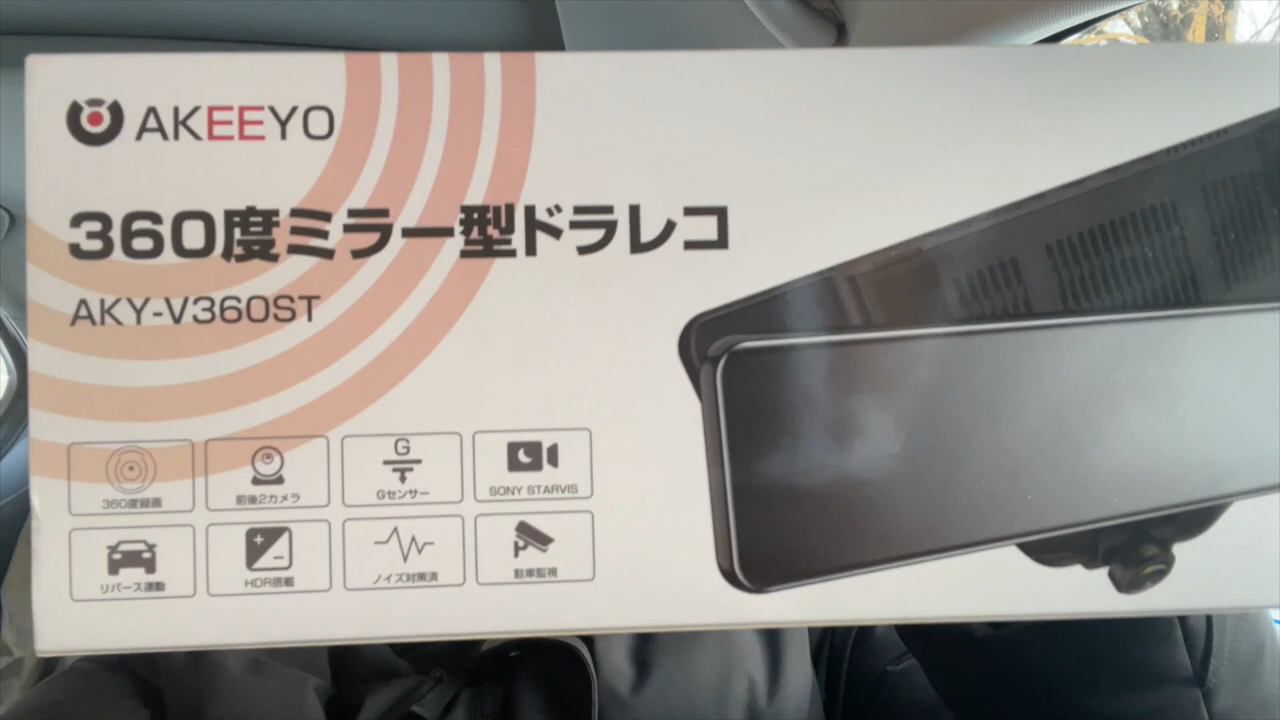 AKEEYO
360度ミラー型ドラレコ
AKY-V360ST
360度録画
前後2カメラ
G
Gセンサー
SONY STARVIS
リバース連動
HDR搭載
ノイズ対策済
駐車監視